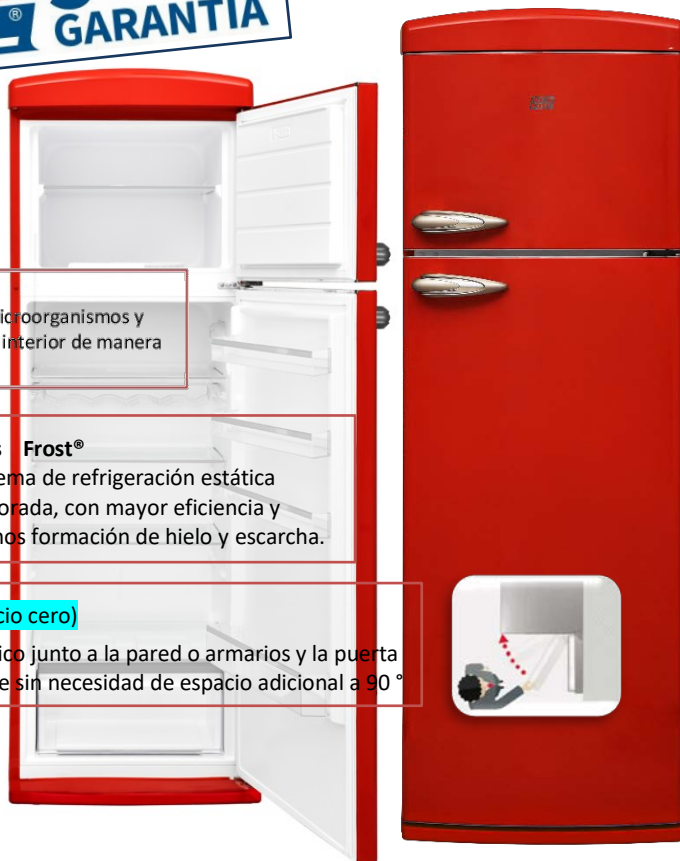 ®
GARANTÍA
icroorganismos y
interior de manera
s Frost®
ema de refrigeración estática
orada, con mayor eficiencia y
nos formación de hielo y escarcha.
cio cero)
ico junto a la pared o armarios y la puerta
e sin necesidad de espacio adicional a 90 °